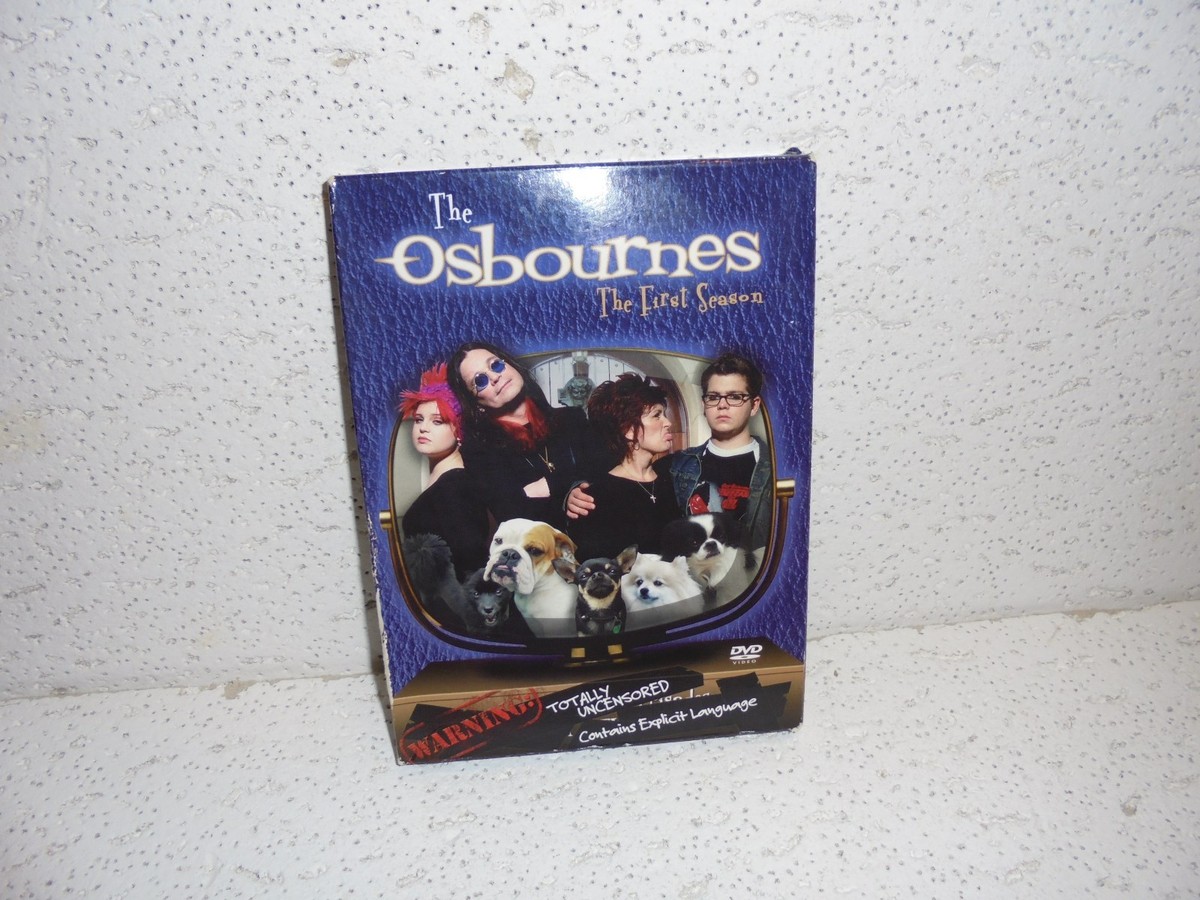 The
Osbournes
The First Season
DVD
VIDEO
WARNING!
TOTALLY
UNCENSORED
Contains Explicit Language